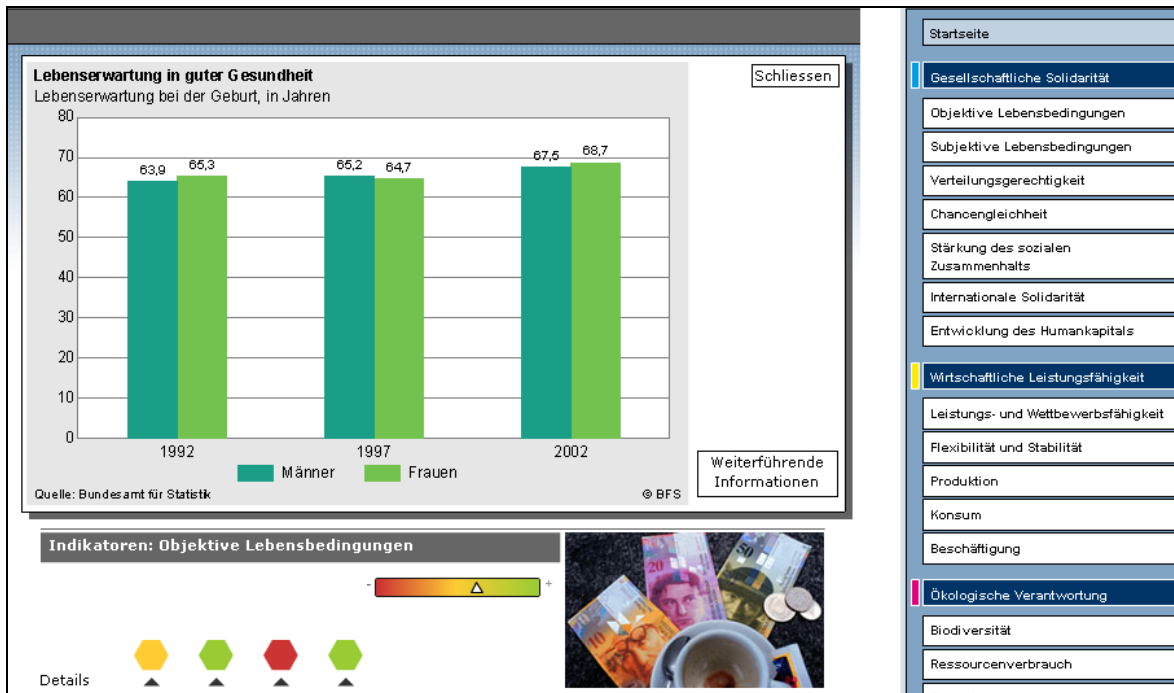 Lebenserwartung in guter Gesundheit
Lebenserwartung bei der Geburt, in Jahren
Schliessen
80
70
60
50
40
30
20
10
0
63,9 65,3
65,2 64,7
67,5 68,7
1992 1997 2002
Männer Frauen
Quelle: Bundesamt für Statistik
© BFS
Weiterführende
Informationen
Indikatoren: Objektive Lebensbedingungen
- +
Details
10
20
50
Startseite
Gesellschaftliche Solidarität
Objektive Lebensbedingungen
Subjektive Lebensbedingungen
Verteilungsgerechtigkeit
Chancengleichheit
Stärkung des sozialen
Zusammenhalts
Internationale Solidarität
Entwicklung des Humankapitals
Wirtschaftliche Leistungsfähigkeit
Leistungs- und Wettbewerbsfähigkeit
Flexibilität und Stabilität
Produktion
Konsum
Beschäftigung
Ökologische Verantwortung
Biodiversität
Ressourcenverbrauch